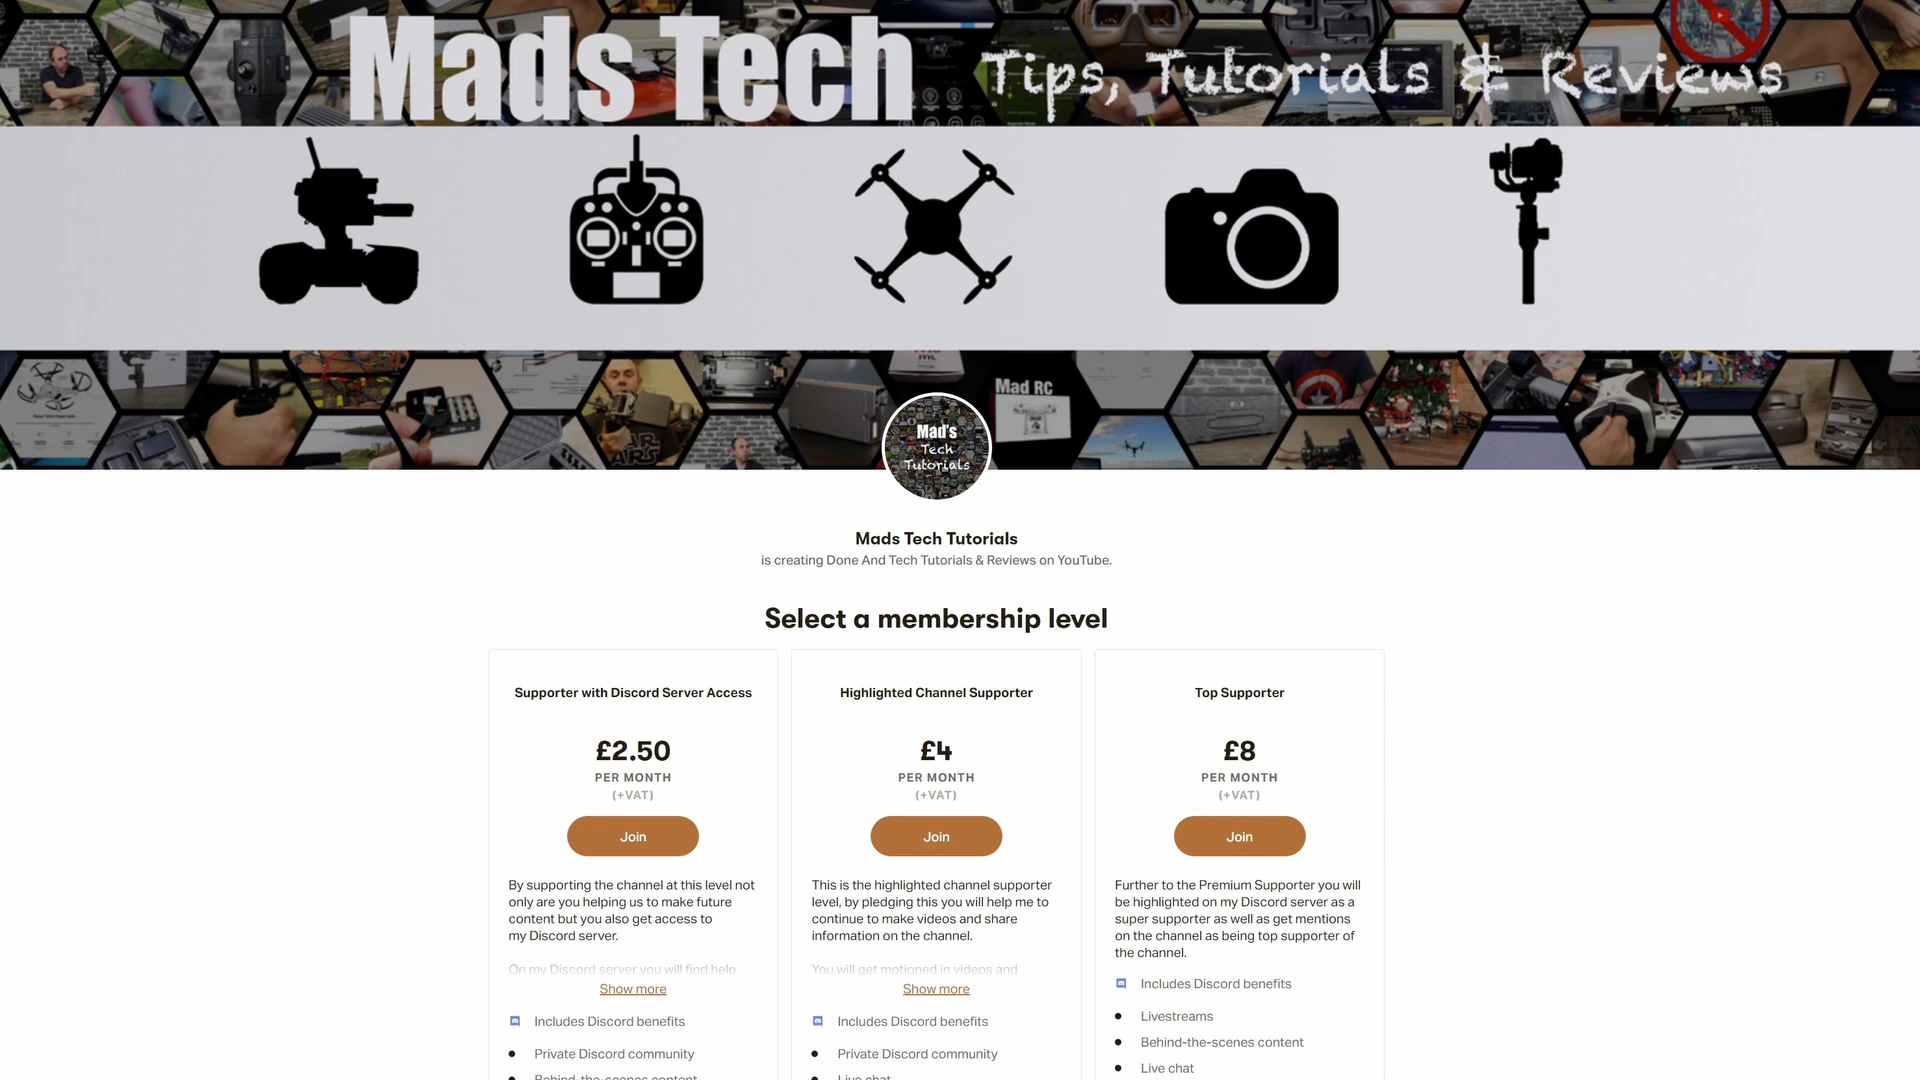 Mads Tech
Tips, Tutorials & Reviews
Mad RC
STAR
WARS
Mad's
Tech
Tutorials
Mads Tech Tutorials
is creating Done And Tech Tutorials & Reviews on YouTube.
Select a membership level
Supporter with Discord Server Access
£2.50
PER MONTH
(+VAT)
Join
By supporting the channel at this level not
only are you helping us to make future
content but you also get access to
my Discord server.
On my Discord server you will find help
Show more
Includes Discord benefits
Private Discord community
Behind-the-scenes content
Highlighted Channel Supporter
£4
PER MONTH
(+VAT)
Join
This is the highlighted channel supporter
level, by pledging this you will help me to
continue to make videos and share
information on the channel.
You will get motioned in videos and
Show more
Includes Discord benefits
Private Discord community
Live chat
Top Supporter
£8
PER MONTH
(+VAT)
Join
Further to the Premium Supporter you will
be highlighted on my Discord server as a
super supporter as well as get mentions
on the channel as being top supporter of
the channel.
Includes Discord benefits
Livestreams
Behind-the-scenes content
Live chat